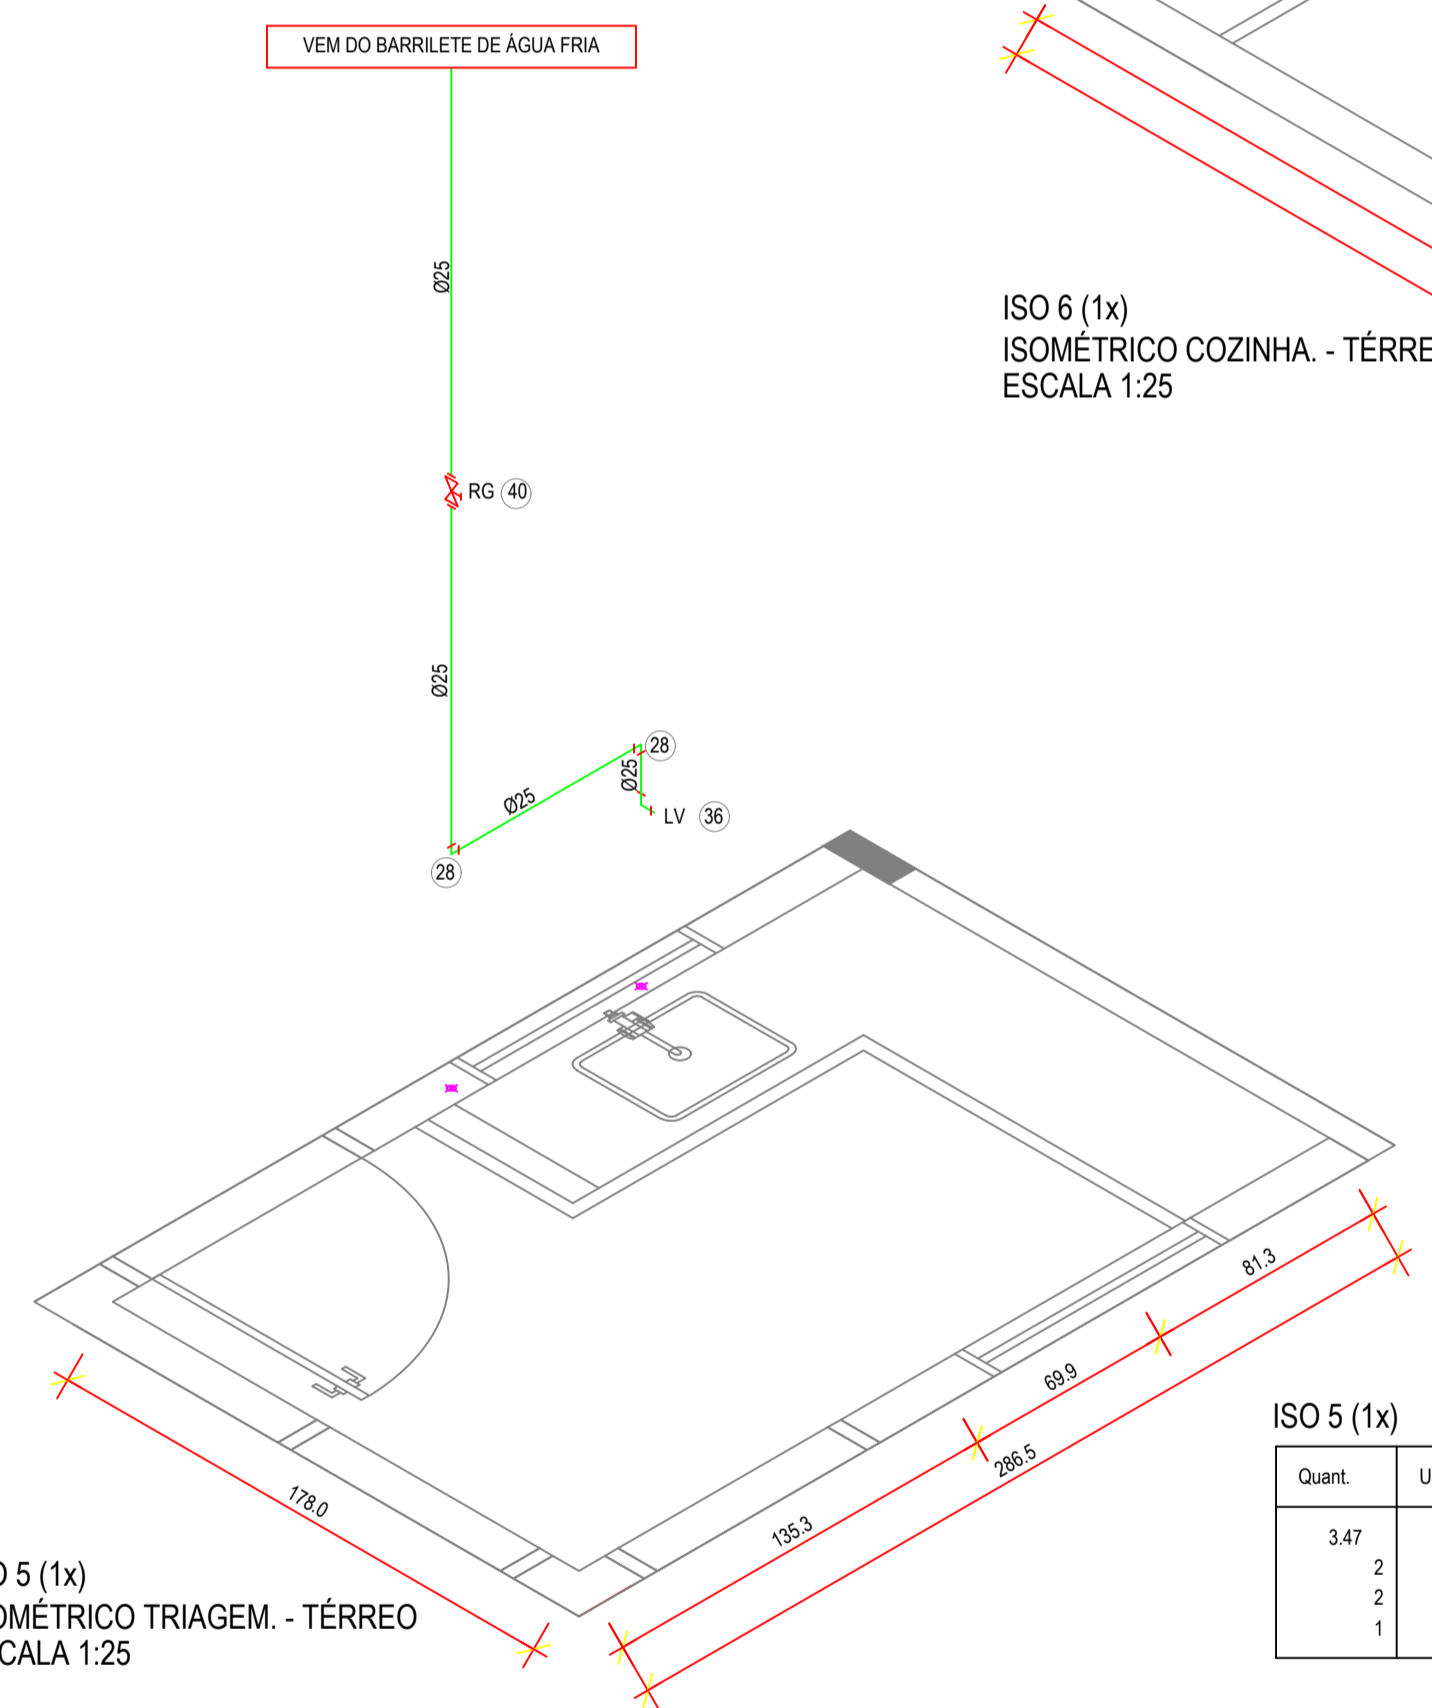 VEM DO BARRILETE DE ÁGUA FRIA
Ø25
ISO 6 (1x)
ISOMÉTRICO COZINHA. - TÉRRE
ESCALA 1:25
RG 40
Ø25
28
Ø25
Ø25
LV 36
28
81.3
69.9
286.5
135.3
178.0
ISO 5 (1x)
Quant. U
3.47
2
2
1
O 5 (1x)
OMÉTRICO TRIAGEM. - TÉRREO
CALA 1:25